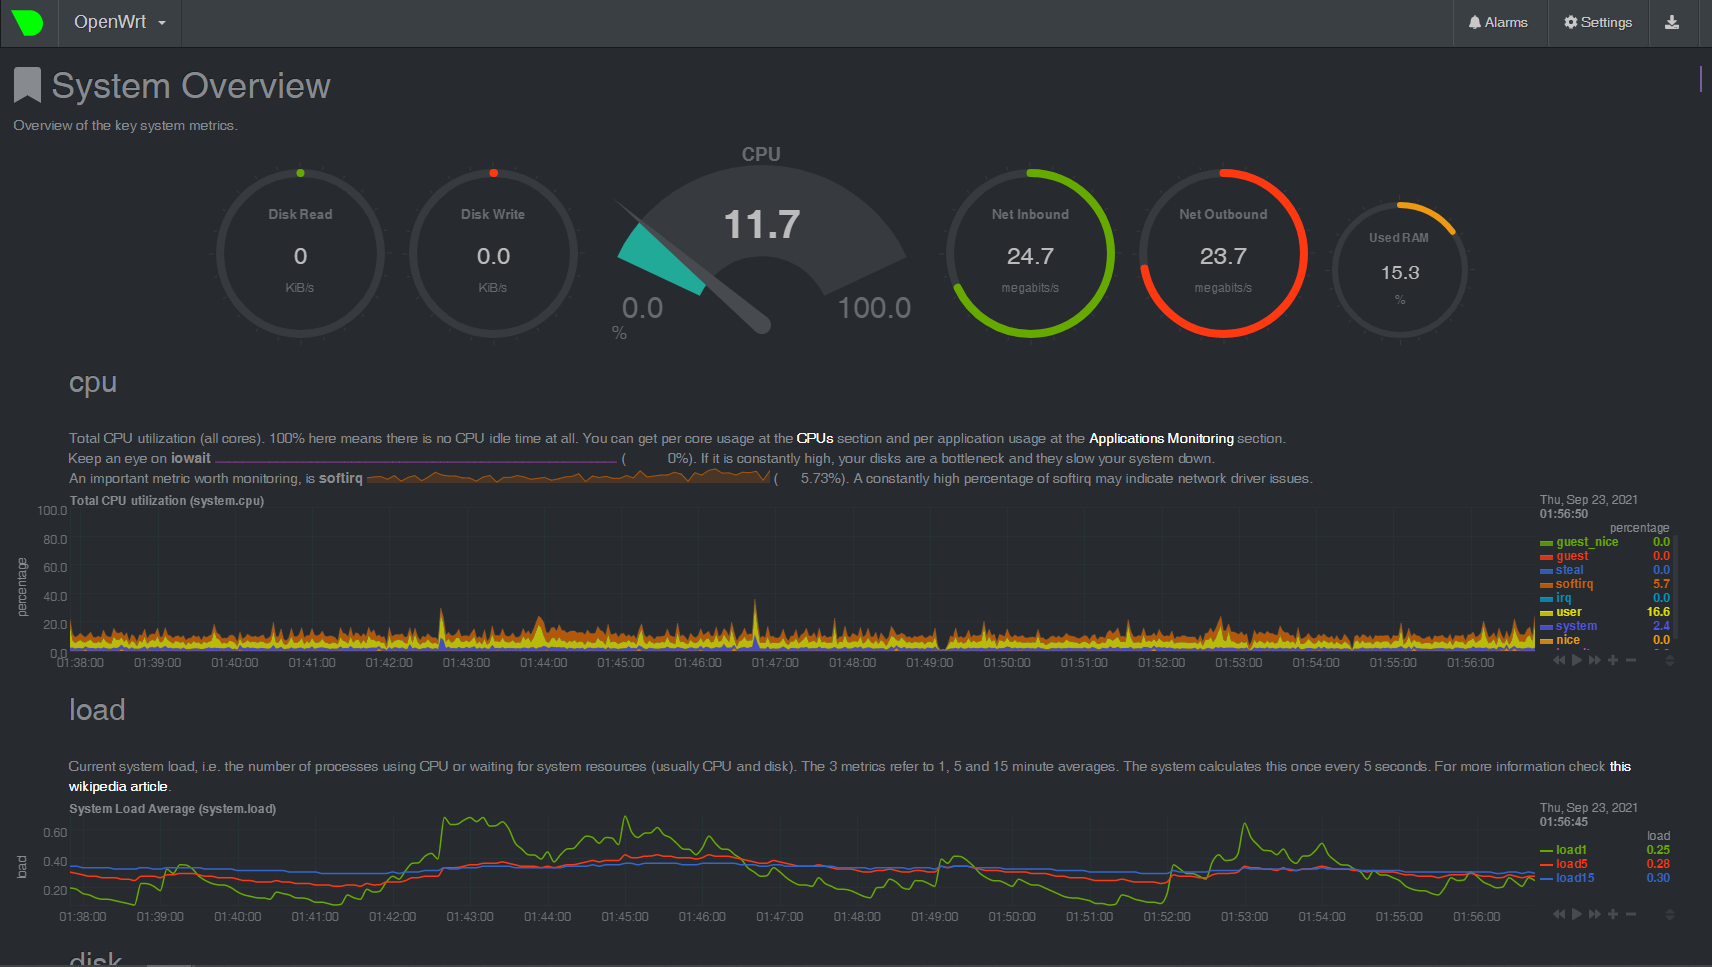 OpenWrt
Alarms
Settings
System Overview
Overview of the key system metrics.
Disk Read
0
KiB/s
Disk Write
0.0
KiB/s
CPU
11.7
0.0
100.0
%
Net Inbound
24.7
megabits/s
Net Outbound
23.7
megabits/s
Used RAM
15.3
%
cpu
Total CPU utilization (all cores). 100% here means there is no CPU idle time at all. You can get per core usage at the CPUs section and per application usage at the Applications Monitoring section.
Keep an eye on iowait ( 0%). If it is constantly high, your disks are a bottleneck and they slow your system down.
An important metric worth monitoring, is softirq ( 5.73%). A constantly high percentage of softirq may indicate network driver issues.
Total CPU utilization (system.cpu)
percentage
100.0
80.0
60.0
40.0
20.0
0.0
01:38:00 01:39:00 01:40:00 01:41:00 01:42:00 01:43:00 01:44:00 01:45:00 01:46:00 01:47:00 01:48:00 01:49:00 01:50:00 01:51:00 01:52:00 01:53:00 01:54:00 01:55:00 01:56:00
Thu, Sep 23, 2021
01:56:50
percentage
guest_nice 0.0
guest 0.0
steal 0.0
softirq 5.7
irq 0.0
user 16.6
system 2.4
nice 0.0
load
Current system load, i.e. the number of processes using CPU or waiting for system resources (usually CPU and disk). The 3 metrics refer to 1, 5 and 15 minute averages. The system calculates this once every 5 seconds. For more information check this
wikipedia article.
System Load Average (system.load)
load
0.60
0.40
0.20
01:38:00 01:39:00 01:40:00 01:41:00 01:42:00 01:43:00 01:44:00 01:45:00 01:46:00 01:47:00 01:48:00 01:49:00 01:50:00 01:51:00 01:52:00 01:53:00 01:54:00 01:55:00 01:56:00
Thu, Sep 23, 2021
01:56:45
load
load1 0.25
load5 0.28
load15 0.30
disk